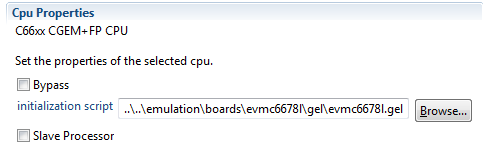 Cpu Properties
C66xx CGEM+FP CPU
Set the properties of the selected cpu.
Bypass
initialization script ..\..\emulation\boards\evmc6678l\gel\evmc6678l.gel Browse...
Slave Processor